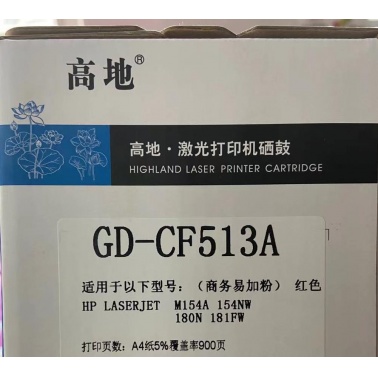 高地®
高地·激光打印机硒鼓
HIGHLAND LASER PRINTER CARTRIDGE
GD-CF513A
适用于以下型号：（商务易加粉） 红色
HP LASERJET M154A 154NW
180N 181FW
打印页数：A4纸5%覆盖率900页